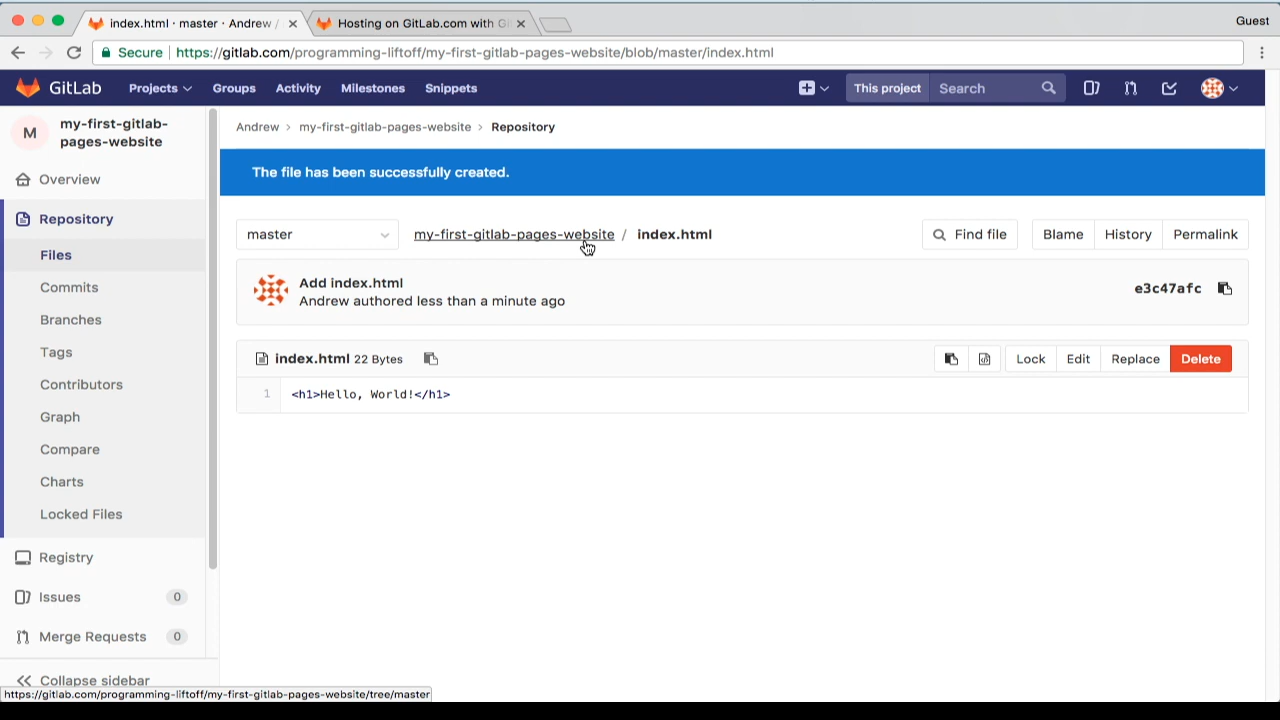 index.html · master · Andrew /
Hosting on GitLab.com with Git
Guest
Secure
https://gitlab.com/programming-liftoff/my-first-gitlab-pages-website/blob/master/index.html
GitLab
Projects
Groups
Activity
Milestones
Snippets
This project
Search
M
my-first-gitlab-
pages-website
Overview
Repository
Files
Commits
Branches
Tags
Contributors
Graph
Compare
Charts
Locked Files
Registry
Issues 0
Merge Requests 0
Collapse sidebar
Andrew > my-first-gitlab-pages-website > Repository
The file has been successfully created.
master
my-first-gitlab-pages-website / index.html
Find file
Blame
History
Permalink
Add index.html
Andrew authored less than a minute ago
e3c47afc
index.html 22 Bytes
Lock
Edit
Replace
Delete
1 <h1>Hello, World!</h1>
https://gitlab.com/programming-liftoff/my-first-gitlab-pages-website/tree/master